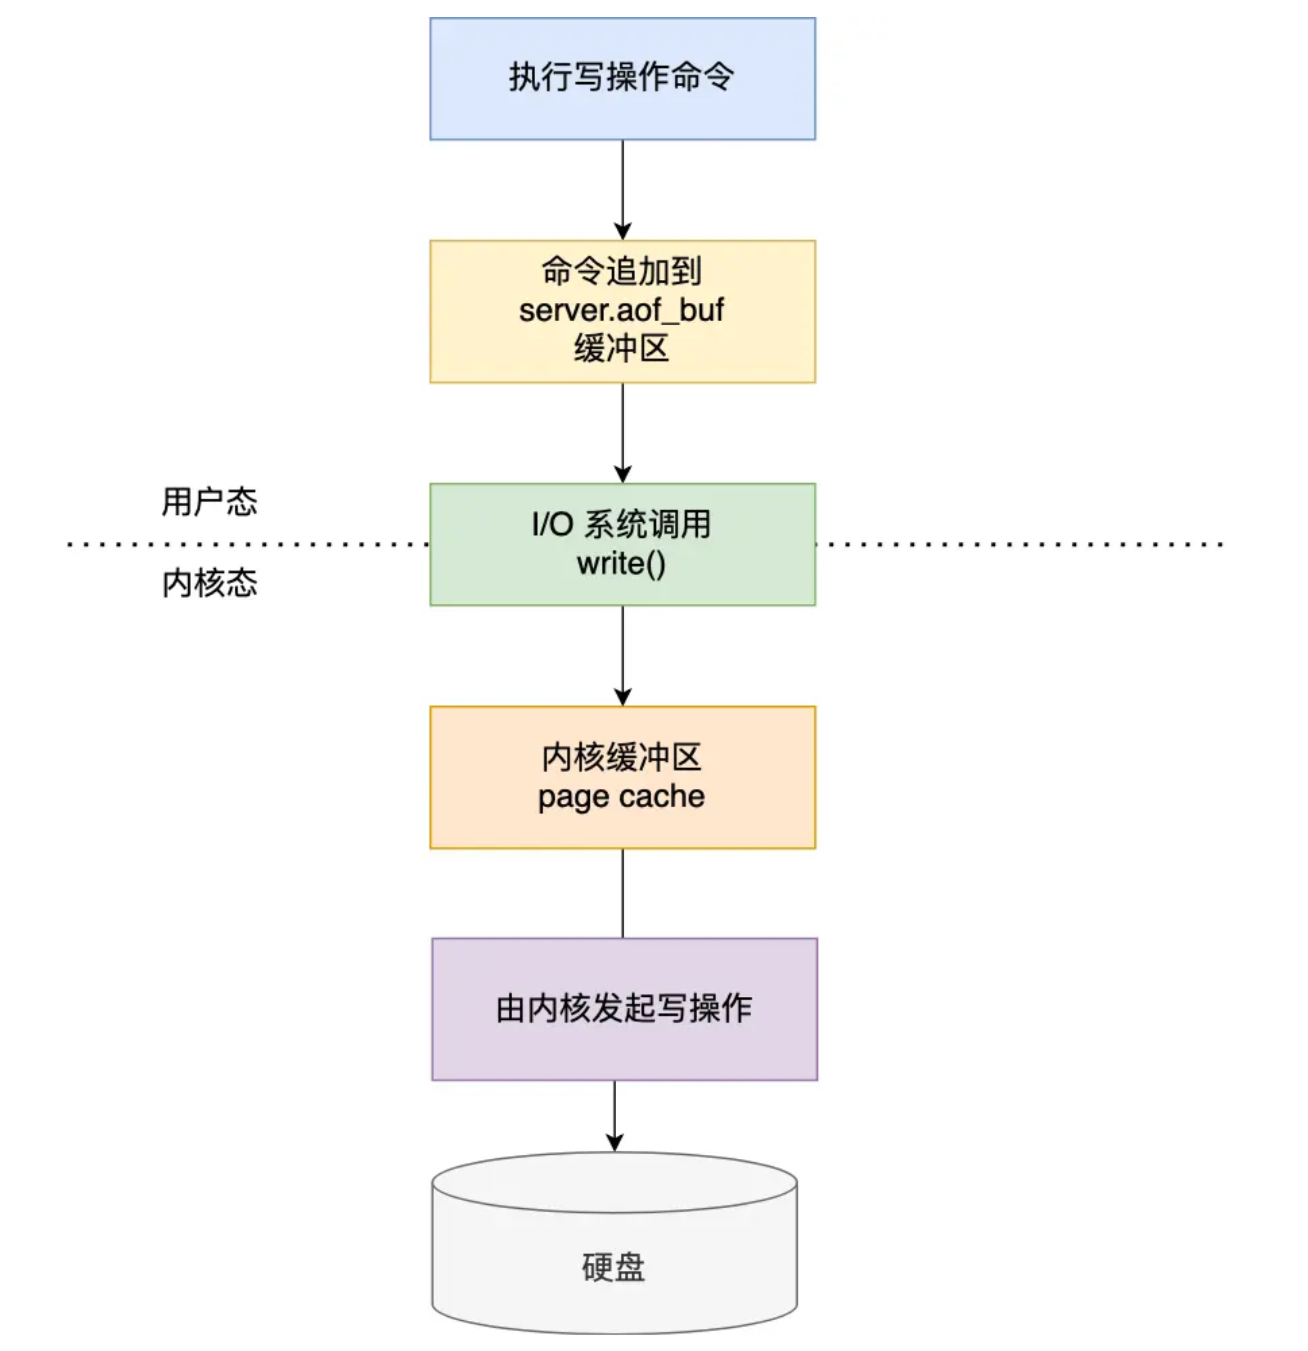 执行写操作命令
命令追加到
server.aof_buf
缓冲区
用户态
I/O 系统调用
write()
内核态
内核缓冲区
page cache
由内核发起写操作
硬盘